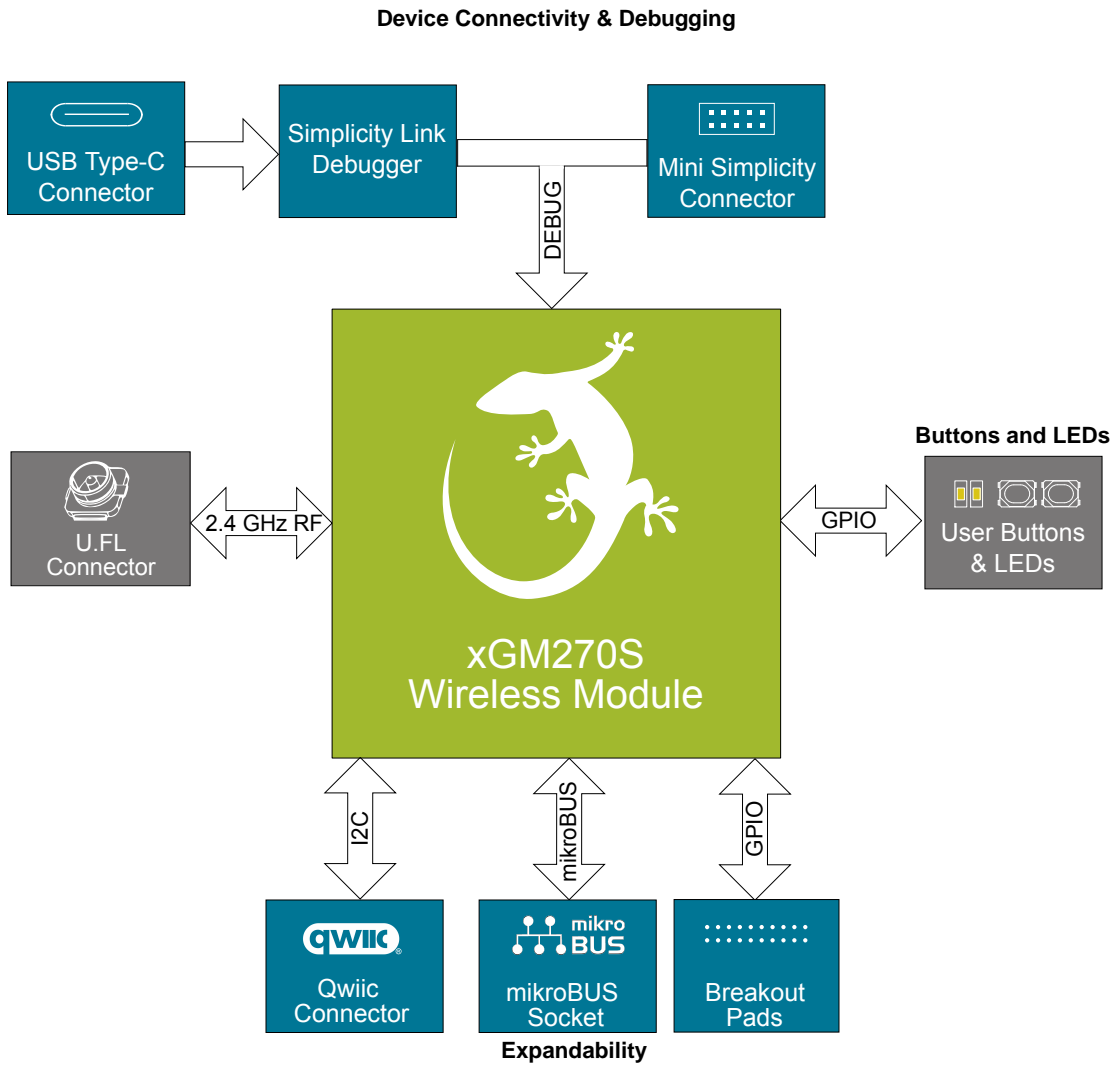 Device Connectivity & Debugging
USB Type-C
Connector
Simplicity Link
Debugger
Mini Simplicity
Connector
DEBUG
Buttons and LEDs
U.FL
Connector
2.4 GHz RF
GPIO
User Buttons
& LEDs
xGM270S
Wireless Module
I2C
mikroBUS
GPIO
qwiic®
Qwiic
Connector
mikro
BUS
mikroBUS
Socket
Breakout
Pads
Expandability